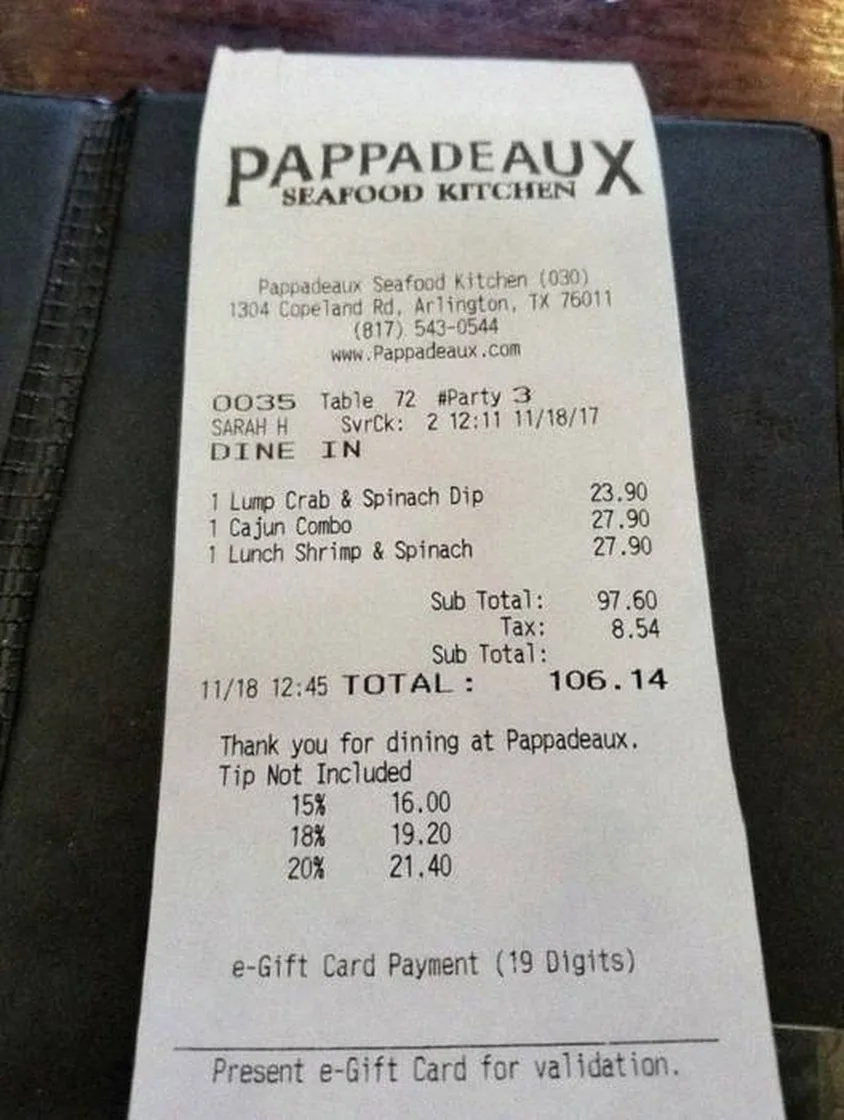 PAPPADEAUX
SEAFOOD KITCHEN
Pappadeaux Seafood Kitchen (030)
1304 Copeland Rd, Arlington, TX 76011
(817) 543-0544
www.Pappadeaux.com
0035 Table 72 #Party 3
SARAH H SvrCk: 2 12:11 11/18/17
DINE IN
1 Lump Crab & Spinach Dip 23.90
1 Cajun Combo 27.90
1 Lunch Shrimp & Spinach 27.90
Sub Total: 97.60
Tax: 8.54
Sub Total:
11/18 12:45 TOTAL: 106.14
Thank you for dining at Pappadeaux.
Tip Not Included
15% 16.00
18% 19.20
20% 21.40
e-Gift Card Payment (19 Digits)
Present e-Gift Card for validation.